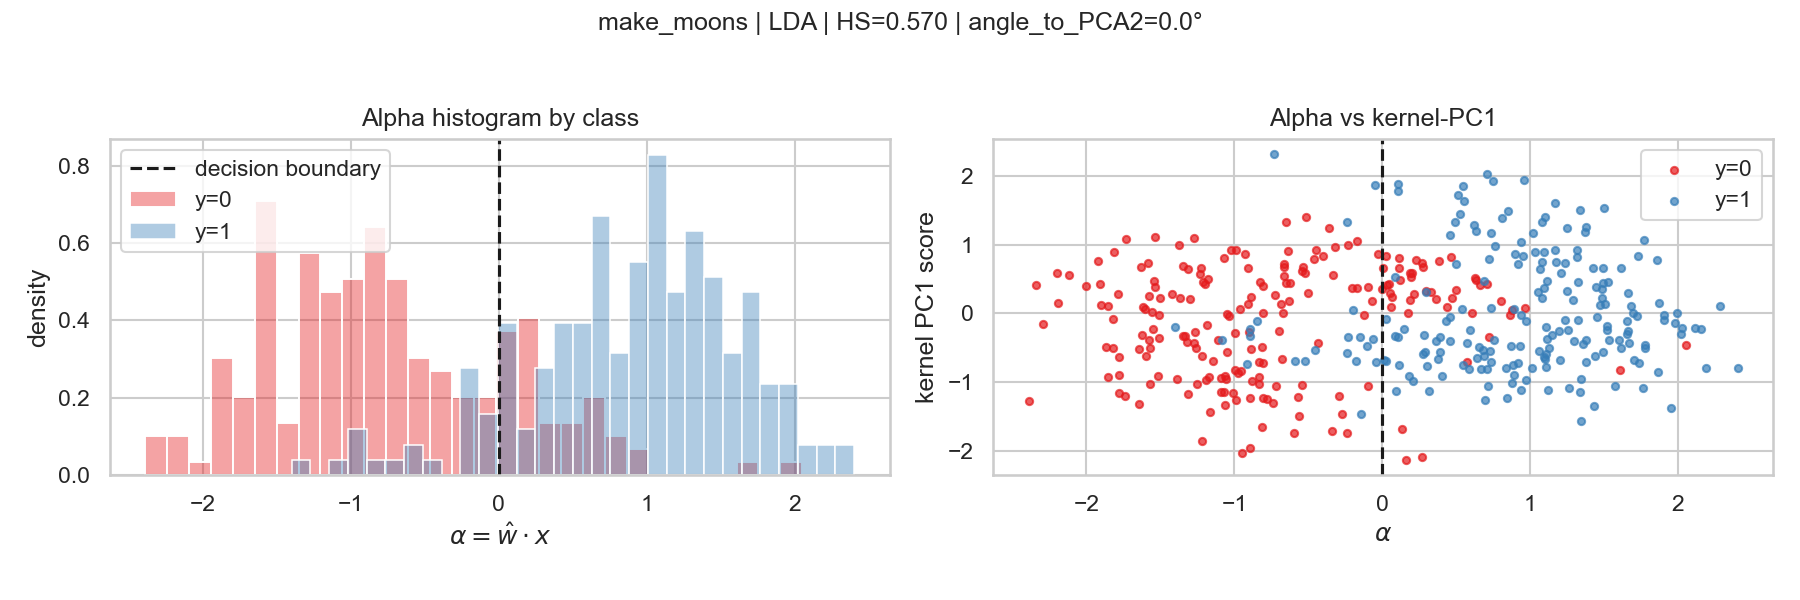 make_moons | LDA | HS=0.570 | angle_to_PCA2=0.0°
Alpha histogram by class
decision boundary
y=0
y=1
density
0.8
0.6
0.4
0.2
0.0
−2
−1
0
1
2
α = ŵ · x
Alpha vs kernel-PC1
y=0
y=1
kernel PC1 score
2
1
0
−1
−2
−2
−1
0
1
2
α